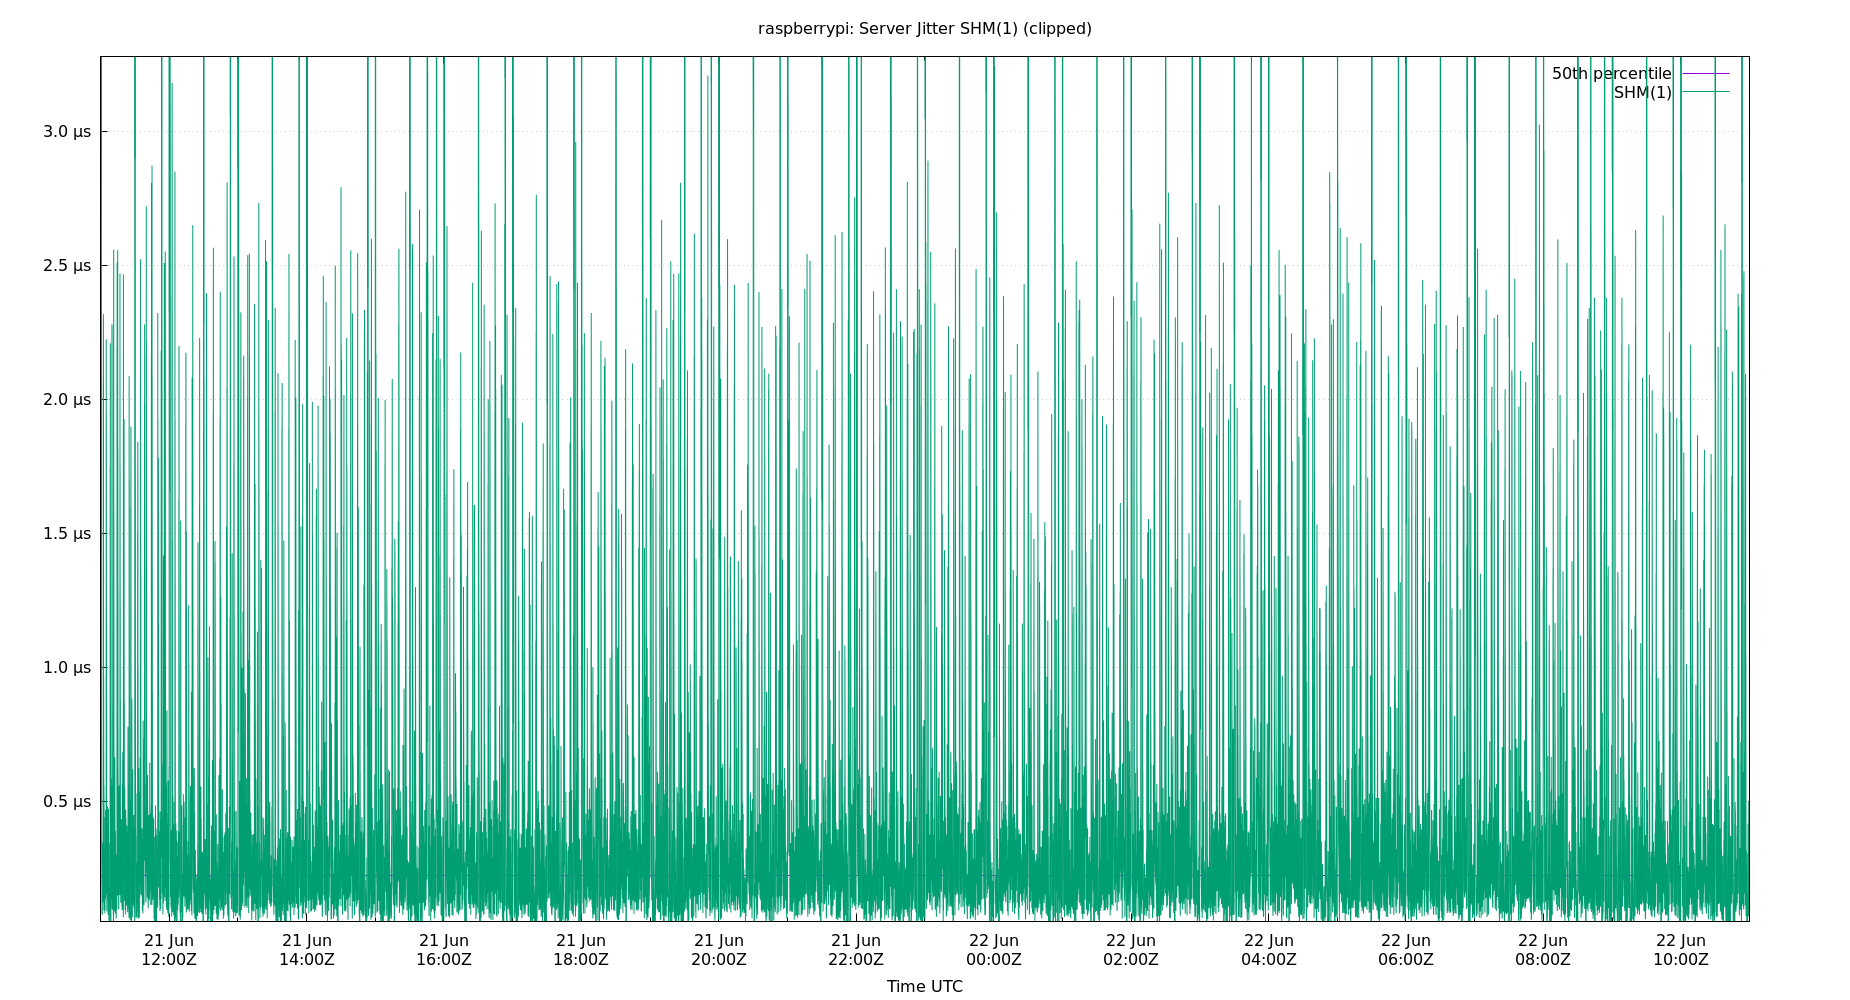 raspberrypi: Server Jitter SHM(1) (clipped)
50th percentile
SHM(1)
3.0 µs
2.5 µs
2.0 µs
1.5 µs
1.0 µs
0.5 µs
21 Jun 21 Jun 21 Jun 21 Jun 21 Jun 21 Jun 22 Jun 22 Jun 22 Jun 22 Jun 22 Jun 22 Jun
12:00Z 14:00Z 16:00Z 18:00Z 20:00Z 22:00Z 00:00Z 02:00Z 04:00Z 06:00Z 08:00Z 10:00Z
Time UTC